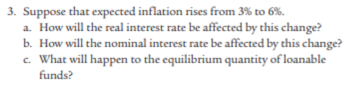 3. Suppose that expected inflation rises from 3% to 6%.
a. How will the real interest rate be affected by this change?
b. How will the nominal interest rate be affected by this change?
c. What will happen to the equilibrium quantity of loanable
funds?